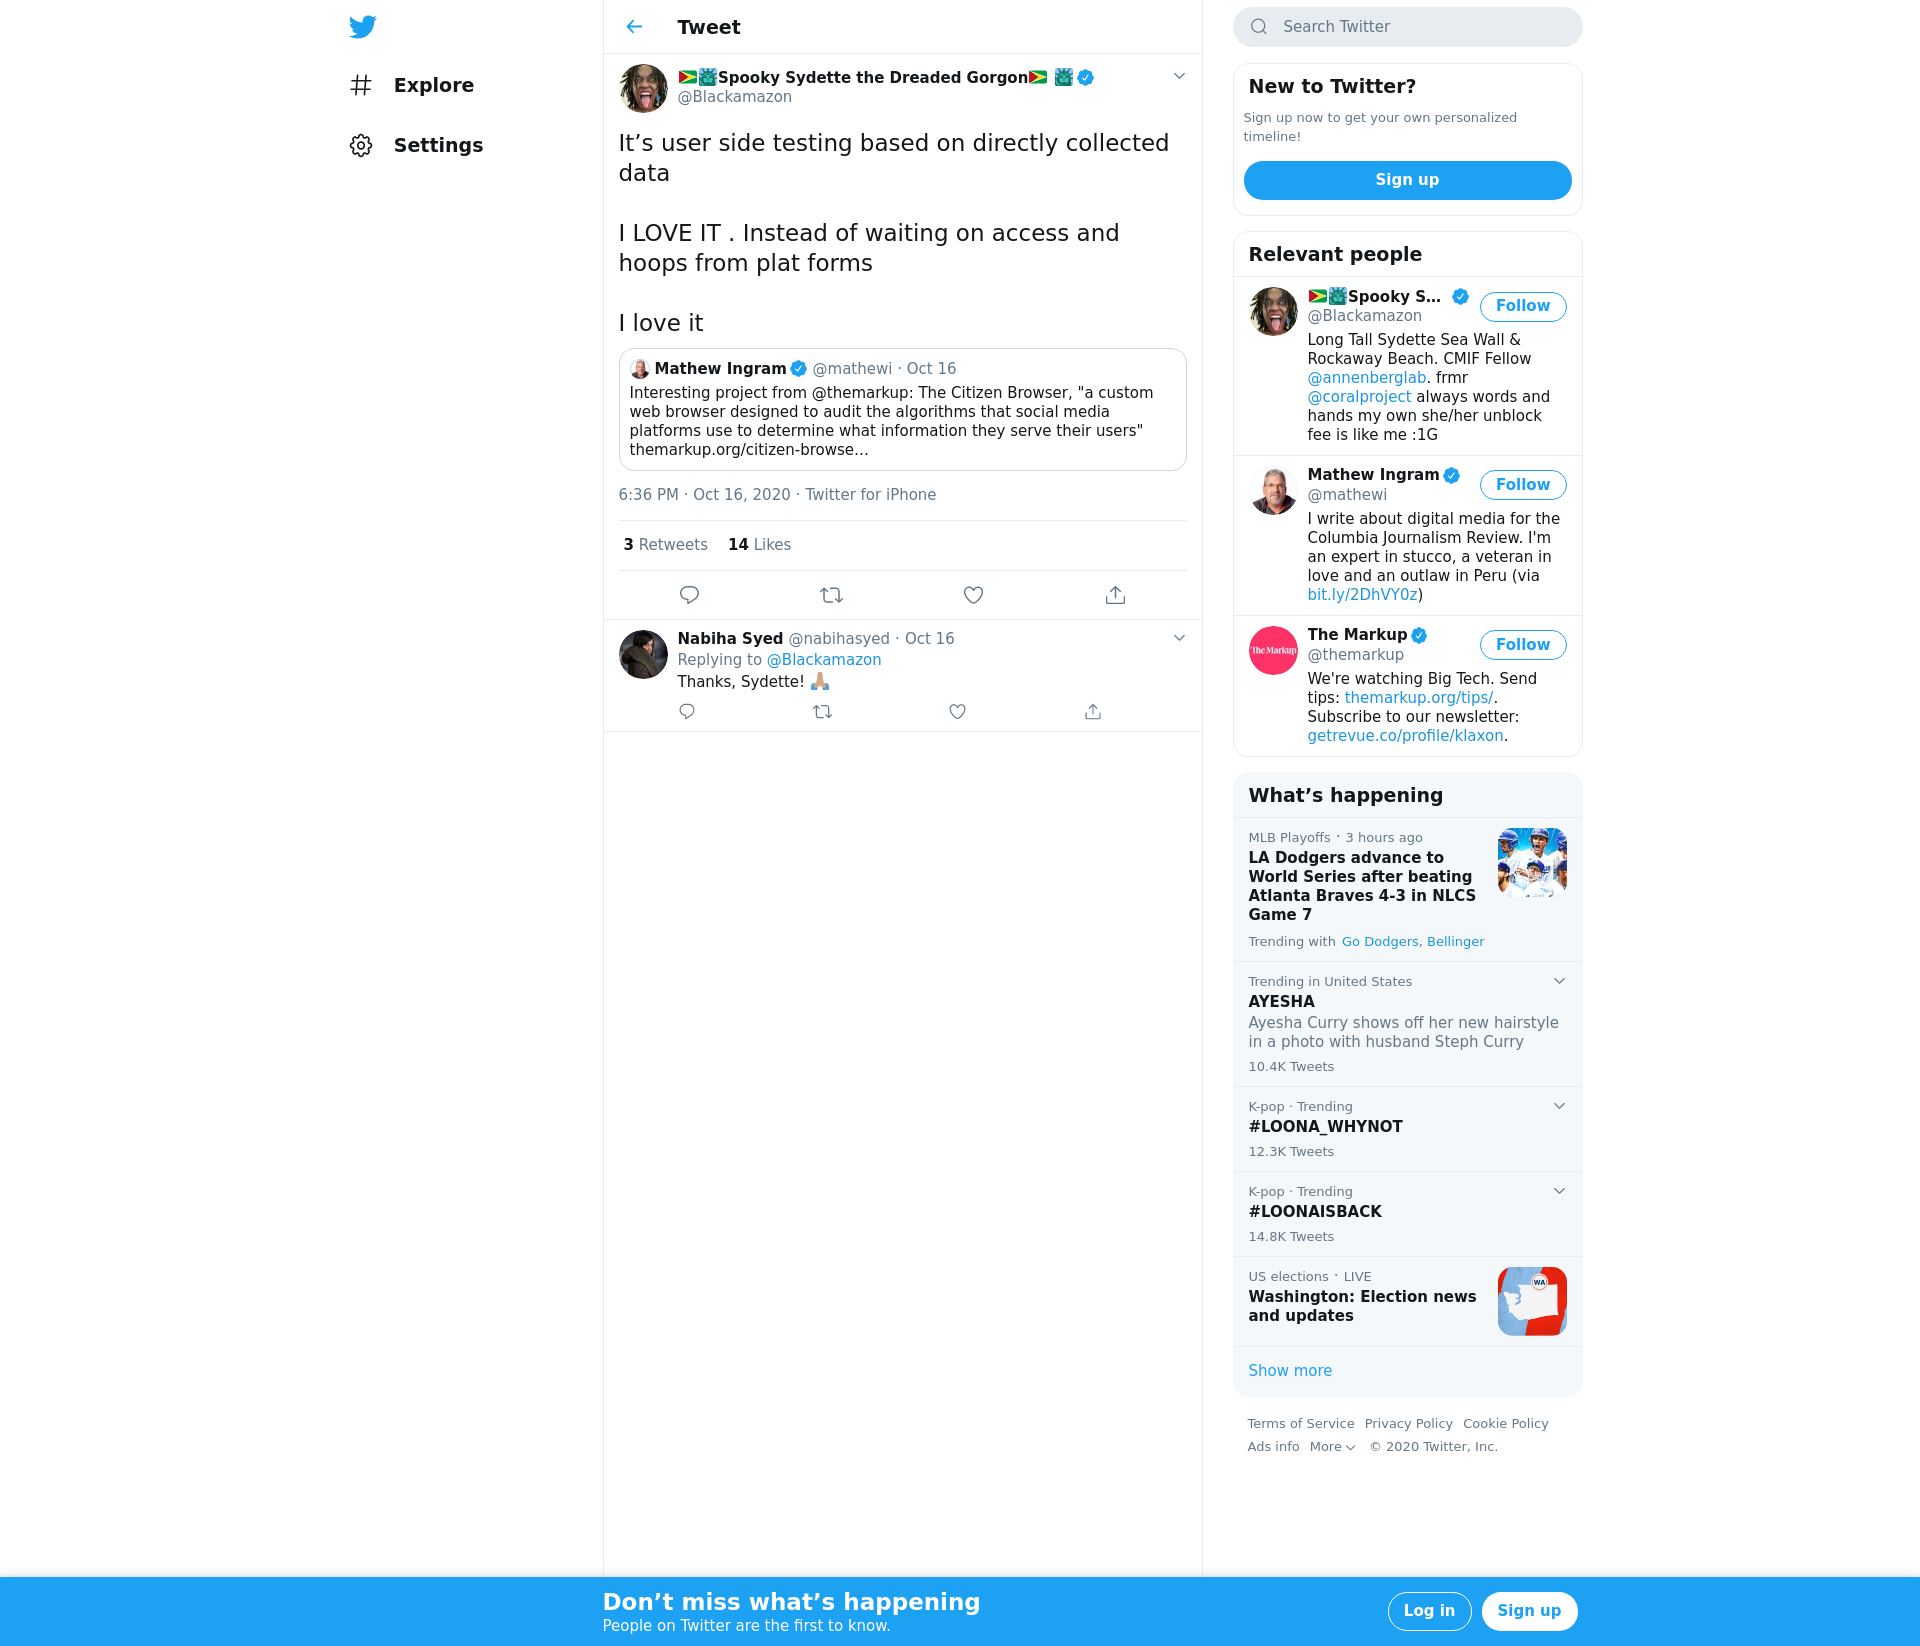 Explore
Settings
Tweet
🇬🇾🗽Spooky Sydette the Dreaded Gorgon🇬🇾 🗽
@Blackamazon
It’s user side testing based on directly collected
data
I LOVE IT . Instead of waiting on access and
hoops from plat forms
I love it
Mathew Ingram @mathewi · Oct 16
Interesting project from @themarkup: The Citizen Browser, "a custom
web browser designed to audit the algorithms that social media
platforms use to determine what information they serve their users"
themarkup.org/citizen-browse…
6:36 PM · Oct 16, 2020 · Twitter for iPhone
3 Retweets 14 Likes
Nabiha Syed @nabihasyed · Oct 16
Replying to @Blackamazon
Thanks, Sydette! 🙏🏽
Search Twitter
New to Twitter?
Sign up now to get your own personalized
timeline!
Sign up
Relevant people
🇬🇾🗽Spooky S…
@Blackamazon
Follow
Long Tall Sydette Sea Wall &
Rockaway Beach. CMIF Fellow
@annenberglab. frmr
@coralproject always words and
hands my own she/her unblock
fee is like me :1G
Mathew Ingram
@mathewi
Follow
I write about digital media for the
Columbia Journalism Review. I'm
an expert in stucco, a veteran in
love and an outlaw in Peru (via
bit.ly/2DhVY0z)
The Markup
@themarkup
Follow
The Markup
We're watching Big Tech. Send
tips: themarkup.org/tips/.
Subscribe to our newsletter:
getrevue.co/profile/klaxon.
What’s happening
MLB Playoffs · 3 hours ago
LA Dodgers advance to
World Series after beating
Atlanta Braves 4-3 in NLCS
Game 7
Trending with Go Dodgers, Bellinger
Trending in United States
AYESHA
Ayesha Curry shows off her new hairstyle
in a photo with husband Steph Curry
10.4K Tweets
K-pop · Trending
#LOONA_WHYNOT
12.3K Tweets
K-pop · Trending
#LOONAISBACK
14.8K Tweets
US elections · LIVE
Washington: Election news
and updates
WA
Show more
Terms of Service Privacy Policy Cookie Policy
Ads info More © 2020 Twitter, Inc.
Don’t miss what’s happening
People on Twitter are the first to know.
Log in
Sign up